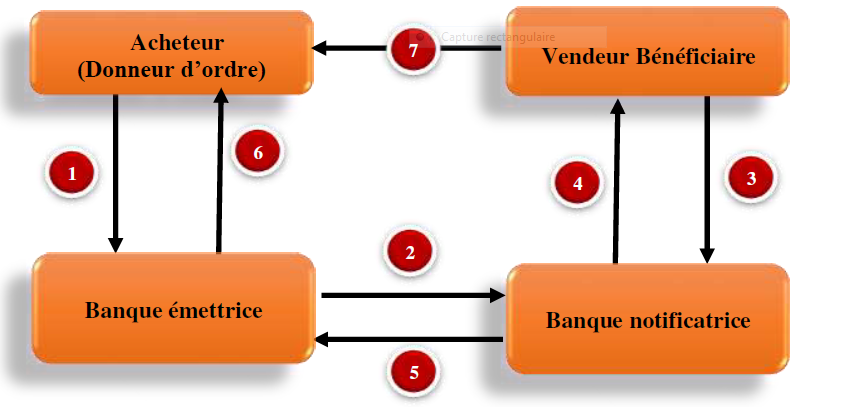 Acheteur
(Donneur d'ordre)
7
Capture rectangulaire
Vendeur Bénéficiaire
1
6
4
3
2
Banque émettrice
Banque notificatrice
5